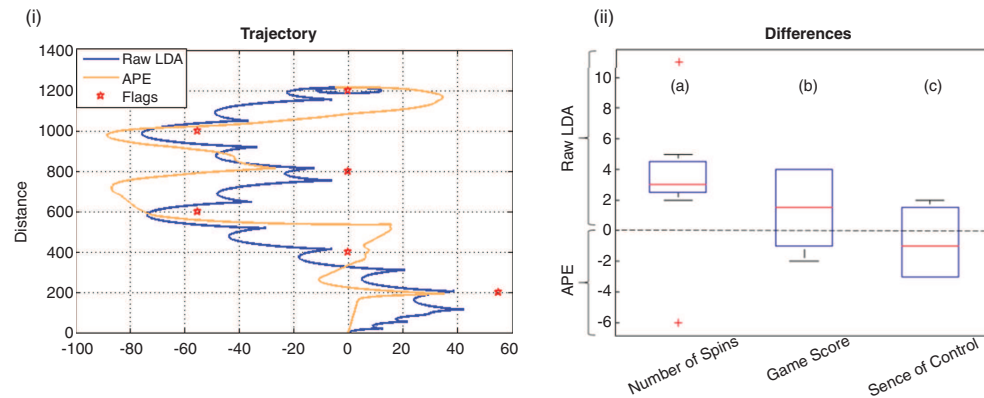 (i)
Trajectory
1400
1200
1000
800
600
400
200
0
Distance
Raw LDA
APE
Flags
-100
-80
-60
-40
-20
0
20
40
60
(ii)
Differences
10
8
6
4
2
0
-2
-4
-6
Raw LDA
APE
(a)
(b)
(c)
Number of Spins
Game Score
Sence of Control